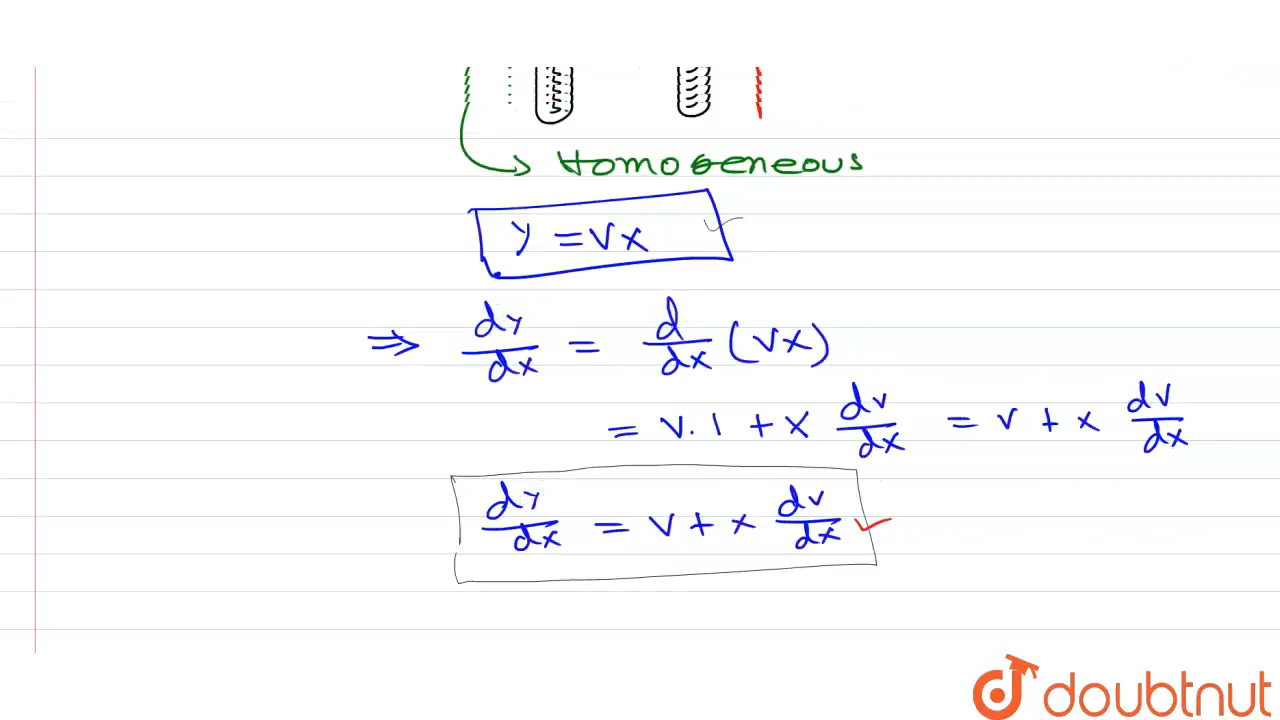 Homogeneous
y = vx
⇒ dy/dx = d/dx (vx)
= v.1 + x dv/dx = v + x dv/dx
dy/dx = v + x dv/dx
doubtnut